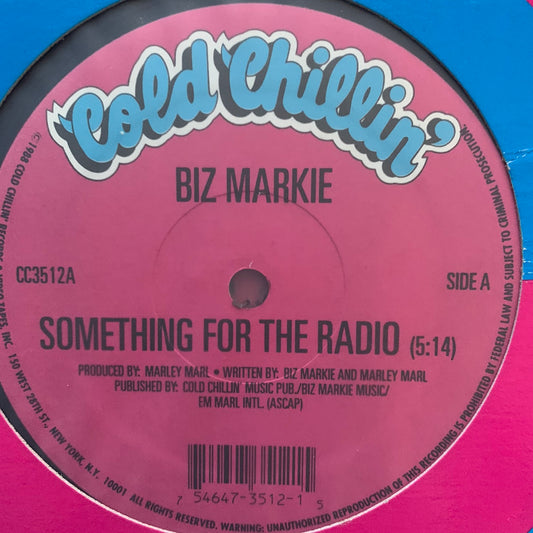 Cold Chillin'
BIZ MARKIE
CC3512A
SIDE A
SOMETHING FOR THE RADIO (5:14)
PRODUCED BY: MARLEY MARL • WRITTEN BY: BIZ MARKIE AND MARLEY MARL
PUBLISHED BY: COLD CHILLIN' MUSIC PUB./BIZ MARKIE MUSIC/
EM MARL INTL. (ASCAP)
7 54647-3512-1 5
© 1988 COLD CHILLIN' RECORDS & VIDEO TAPES, INC. 150 WEST 28TH ST., NEW YORK, N.Y. 10001 ALL RIGHTS RESERVED. WARNING: UNAUTHORIZED REPRODUCTION OF THIS RECORDING IS PROHIBITED BY FEDERAL LAW AND SUBJECT TO CRIMINAL PROSECUTION.